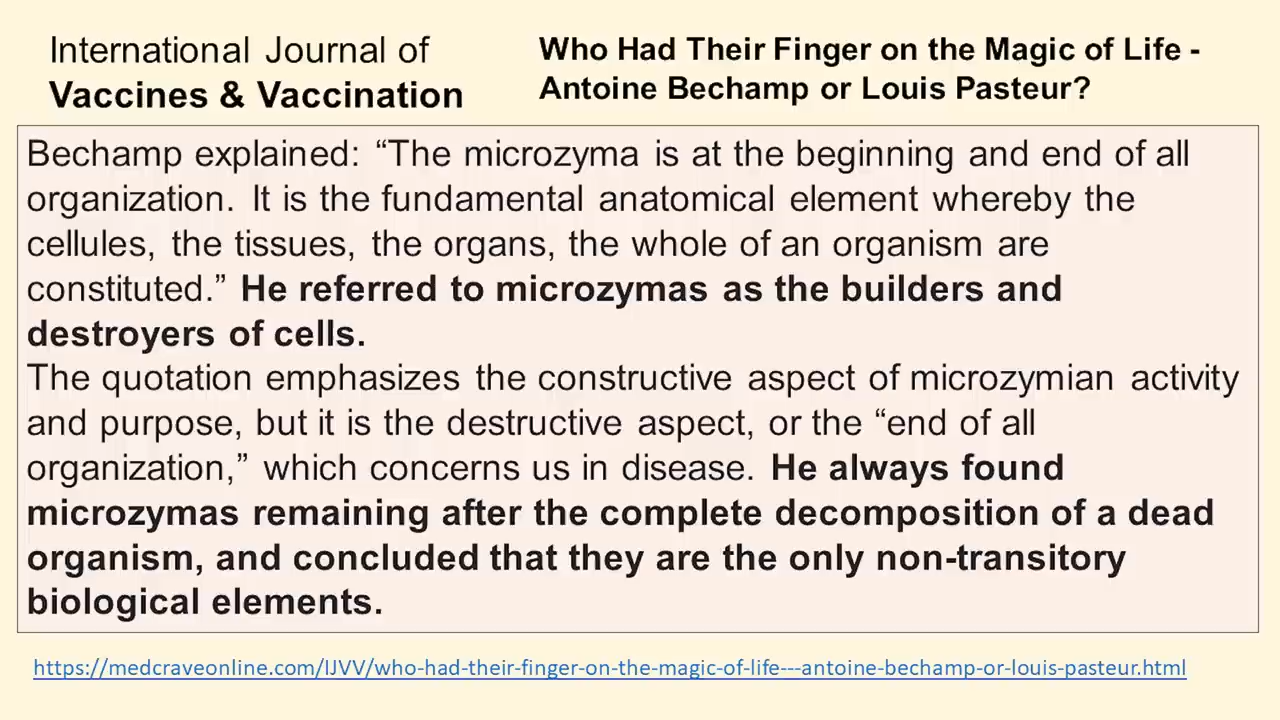 International Journal of
Vaccines & Vaccination
Who Had Their Finger on the Magic of Life -
Antoine Bechamp or Louis Pasteur?
Bechamp explained: “The microzyma is at the beginning and end of all
organization. It is the fundamental anatomical element whereby the
cellules, the tissues, the organs, the whole of an organism are
constituted.” He referred to microzymas as the builders and
destroyers of cells.
The quotation emphasizes the constructive aspect of microzymian activity
and purpose, but it is the destructive aspect, or the “end of all
organization,” which concerns us in disease. He always found
microzymas remaining after the complete decomposition of a dead
organism, and concluded that they are the only non-transitory
biological elements.
https://medcraveonline.com/IJVV/who-had-their-finger-on-the-magic-of-life---antoine-bechamp-or-louis-pasteur.html